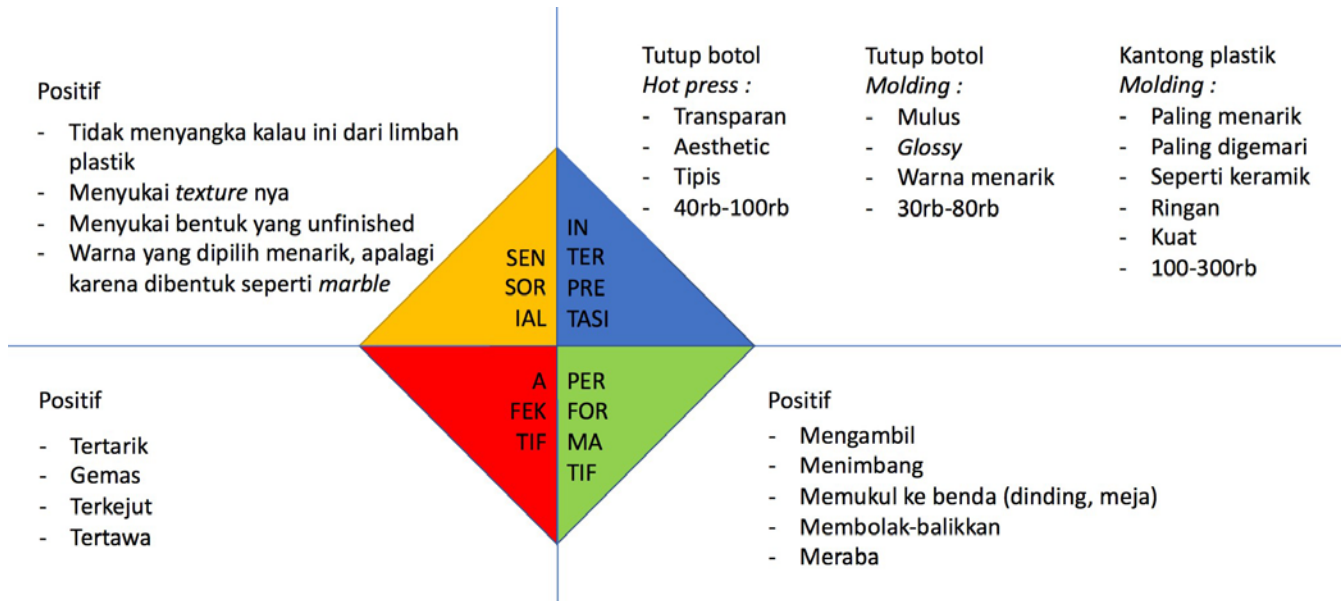 Positif
- Tidak menyangka kalau ini dari limbah
plastik
- Menyukai texture nya
- Menyukai bentuk yang unfinished
- Warna yang dipilih menarik, apalagi
karena dibentuk seperti marble
Tutup botol
Hot press :
- Transparan
- Aesthetic
- Tipis
- 40rb-100rb
Tutup botol
Molding :
- Mulus
- Glossy
- Warna menarik
- 30rb-80rb
Kantong plastik
Molding :
- Paling menarik
- Paling digemari
- Seperti keramik
- Ringan
- Kuat
- 100-300rb
SEN
SOR
IAL
IN
TER
PRE
TASI
A
FEK
TIF
PER
FOR
MA
TIF
Positif
- Tertarik
- Gemas
- Terkejut
- Tertawa
Positif
- Mengambil
- Menimbang
- Memukul ke benda (dinding, meja)
- Membolak-balikkan
- Meraba